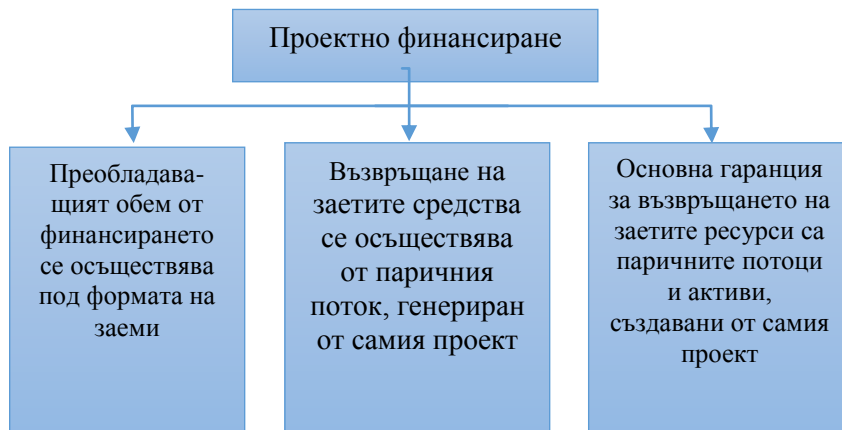 Проектно финансиране
Преобладава-
щият обем от
финансирането
се осъществява
под формата на
заеми
Възвръщане на
заетите средства
се осъществява
от паричния
поток, генериран
от самия проект
Основна гаранция
за възвръщането на
заетите ресурси са
паричните потоци
и активи,
създавани от самия
проект